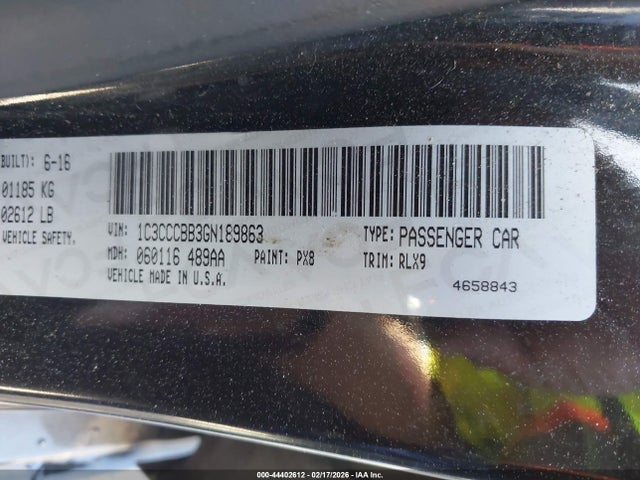 BUILT): 6-16
01185 KG
02612 LB
VEHICLE SAFETY.
VIN: 1C3CCCBB3GN189863 TYPE: PASSENGER CAR
MDH: 060116 489AA PAINT: PX8 TRIM: RLX9
VEHICLE MADE IN U.S.A. 4658843
000-44402612 - 02/17/2026 - IAA Inc.